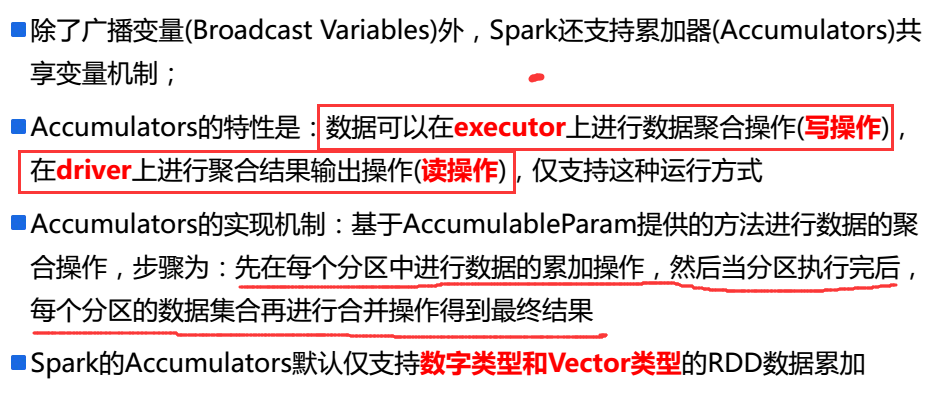 除了广播变量(Broadcast Variables)外，Spark还支持累加器(Accumulators)共
享变量机制；
Accumulators的特性是：数据可以在executor上进行数据聚合操作(写操作)，
在driver上进行聚合结果输出操作(读操作)，仅支持这种运行方式
Accumulators的实现机制：基于AccumulableParam提供的方法进行数据的聚
合操作，步骤为：先在每个分区中进行数据的累加操作，然后当分区执行完后，
每个分区的数据集合再进行合并操作得到最终结果
Spark的Accumulators默认仅支持数字类型和Vector类型的RDD数据累加